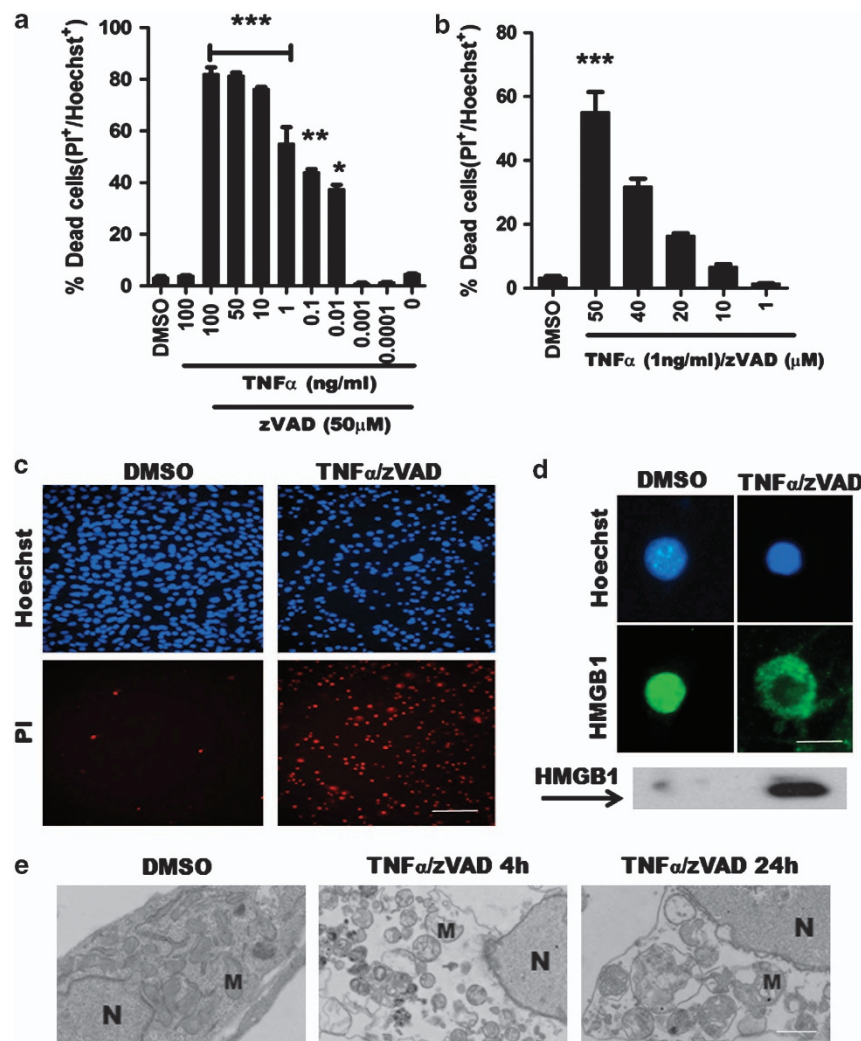 a
***
**
*
% Dead cells(PI+/Hoechst+)
100
80
60
40
20
0
DMSO
100
100
50
10
1
0.1
0.01
0.001
0.0001
0
TNFα (ng/ml)
zVAD (50μM)
b
***
% Dead cells(PI+/Hoechst+)
80
60
40
20
0
DMSO
50
40
20
10
1
TNFα (1ng/ml)/zVAD (μM)
c
DMSO TNFα/zVAD
Hoechst
PI
d
DMSO TNFα/zVAD
Hoechst
HMGB1
HMGB1
e
DMSO TNFα/zVAD 4h TNFα/zVAD 24h
N M
M N
N M